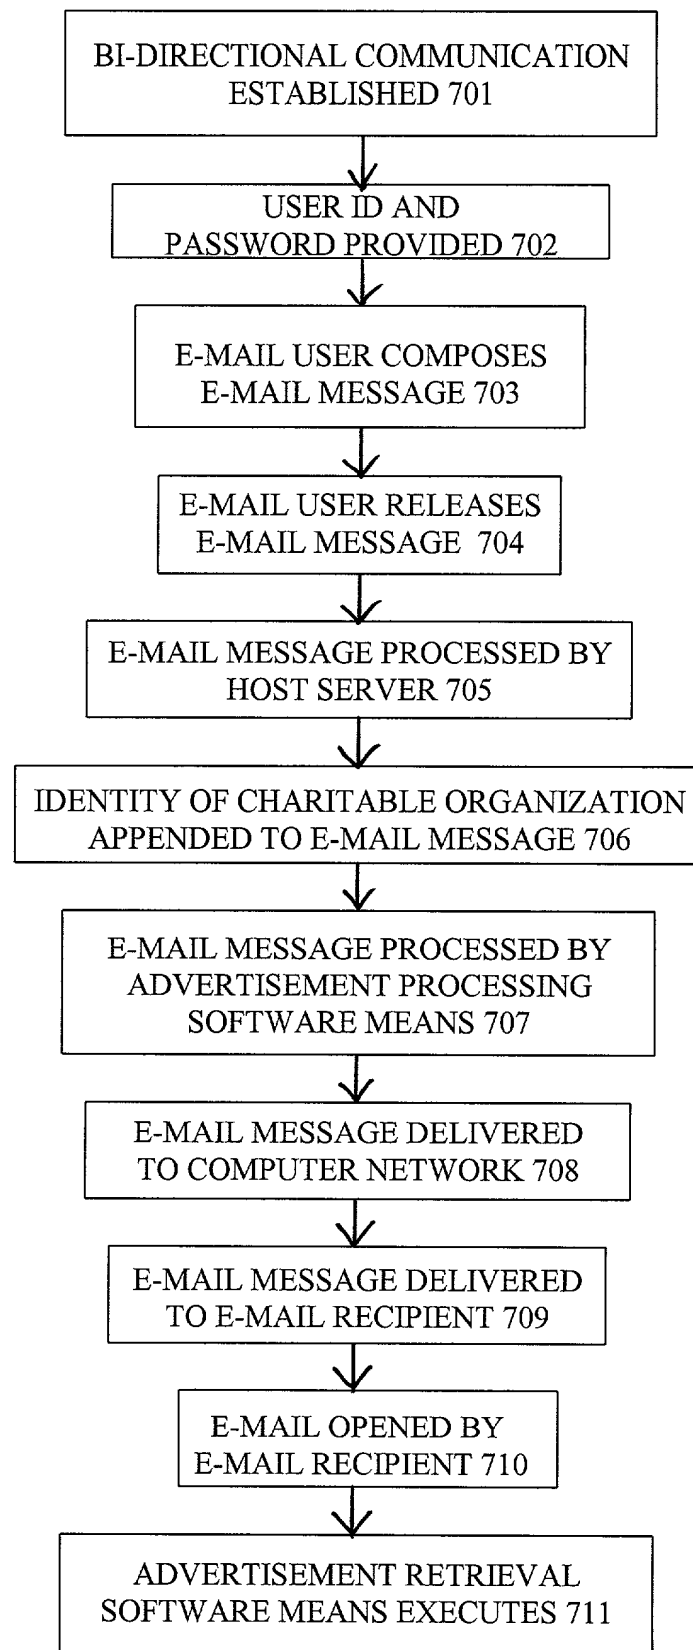 BI-DIRECTIONAL COMMUNICATION
ESTABLISHED 701
USER ID AND
PASSWORD PROVIDED 702
E-MAIL USER COMPOSES
E-MAIL MESSAGE 703
E-MAIL USER RELEASES
E-MAIL MESSAGE 704
E-MAIL MESSAGE PROCESSED BY
HOST SERVER 705
IDENTITY OF CHARITABLE ORGANIZATION
APPENDED TO E-MAIL MESSAGE 706
E-MAIL MESSAGE PROCESSED BY
ADVERTISEMENT PROCESSING
SOFTWARE MEANS 707
E-MAIL MESSAGE DELIVERED
TO COMPUTER NETWORK 708
E-MAIL MESSAGE DELIVERED
TO E-MAIL RECIPIENT 709
E-MAIL OPENED BY
E-MAIL RECIPIENT 710
ADVERTISEMENT RETRIEVAL
SOFTWARE MEANS EXECUTES 711